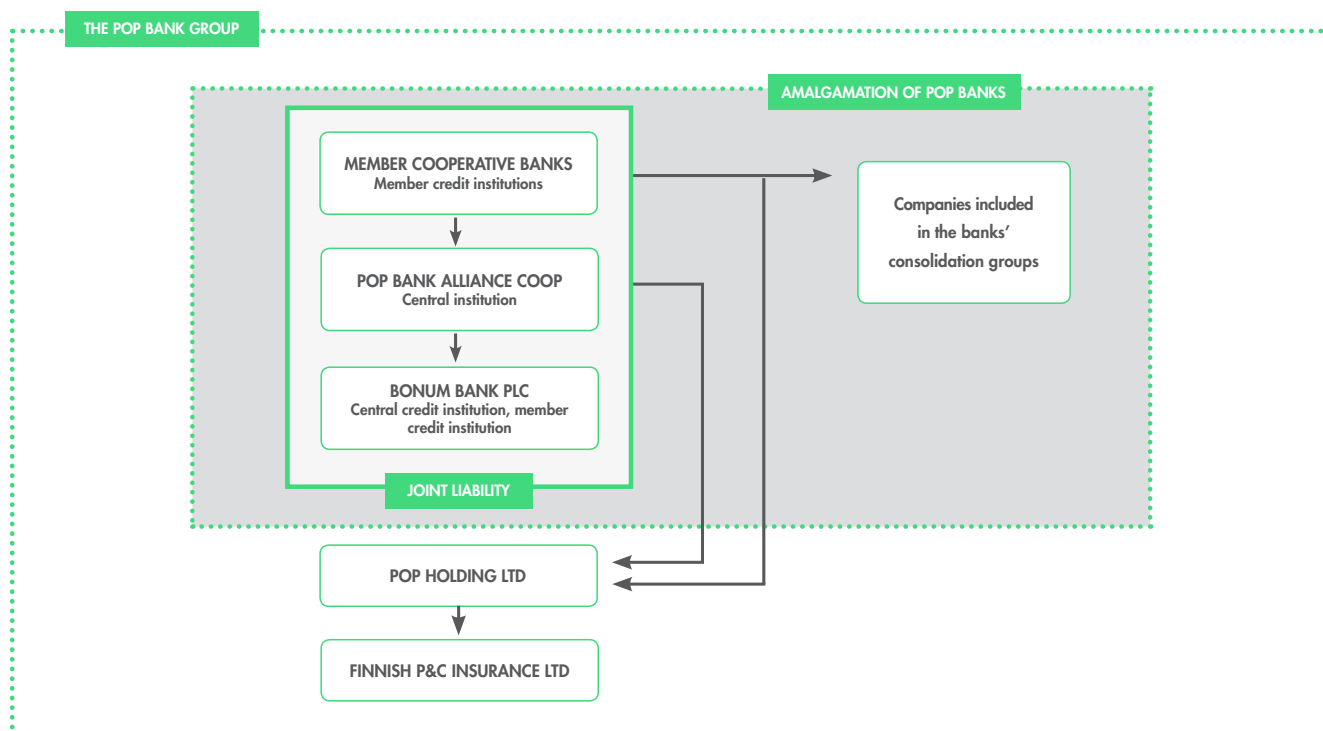 THE POP BANK GROUP
AMALGAMATION OF POP BANKS
MEMBER COOPERATIVE BANKS
Member credit institutions
Companies included
in the banks’
consolidation groups
POP BANK ALLIANCE COOP
Central institution
BONUM BANK PLC
Central credit institution, member
credit institution
JOINT LIABILITY
POP HOLDING LTD
FINNISH P&C INSURANCE LTD